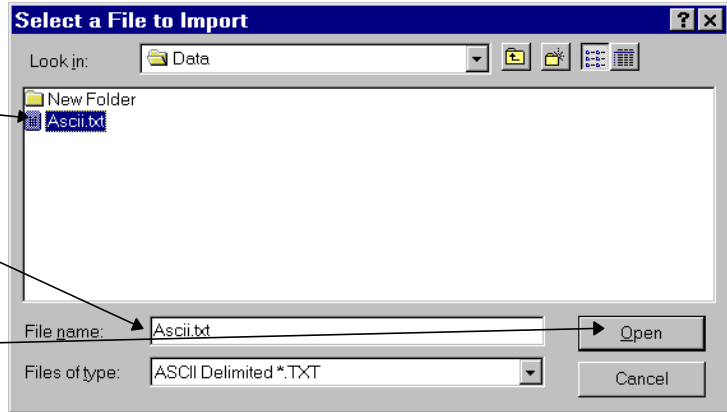 Select a File to Import
Look in: Data
New Folder
Ascii.txt
File name: Ascii.txt Open
Files of type: ASCII Delimited *.TXT Cancel